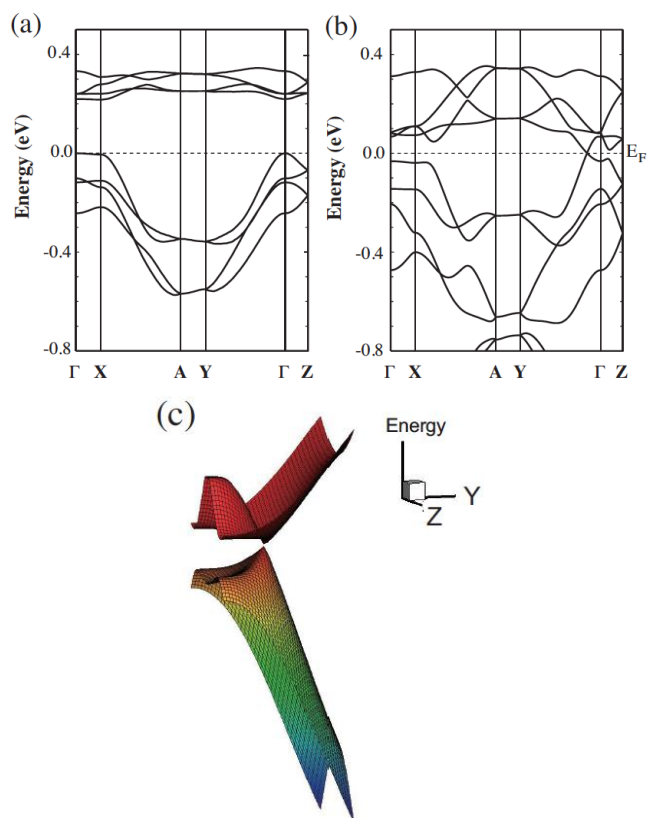 (a)
0.4
0.0
-0.4
-0.8
Energy (eV)
Γ X A Y Γ Z
(b)
0.4
0.0
-0.4
-0.8
Energy (eV)
E_F
Γ X A Y Γ Z
(c)
Energy
Y
Z